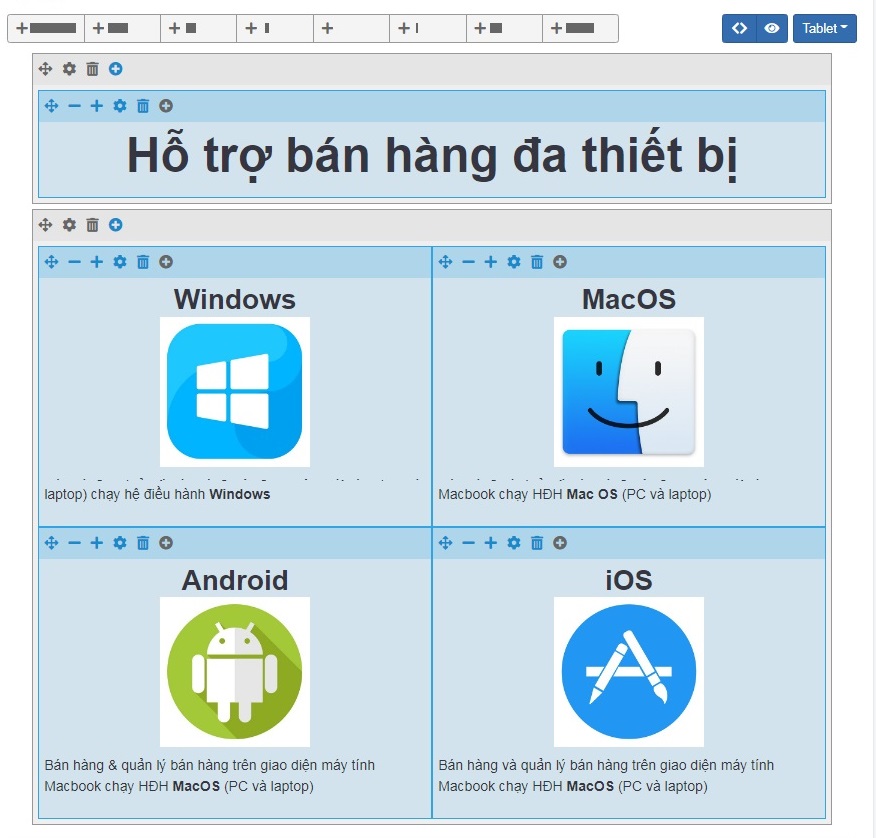 Tablet
Hỗ trợ bán hàng đa thiết bị
Windows
MacOS
laptop) chạy hệ điều hành Windows
Macbook chạy HĐH Mac OS (PC và laptop)
Android
iOS
Bán hàng & quản lý bán hàng trên giao diện máy tính
Macbook chạy HĐH MacOS (PC và laptop)
Bán hàng và quản lý bán hàng trên giao diện máy tính
Macbook chạy HĐH MacOS (PC và laptop)